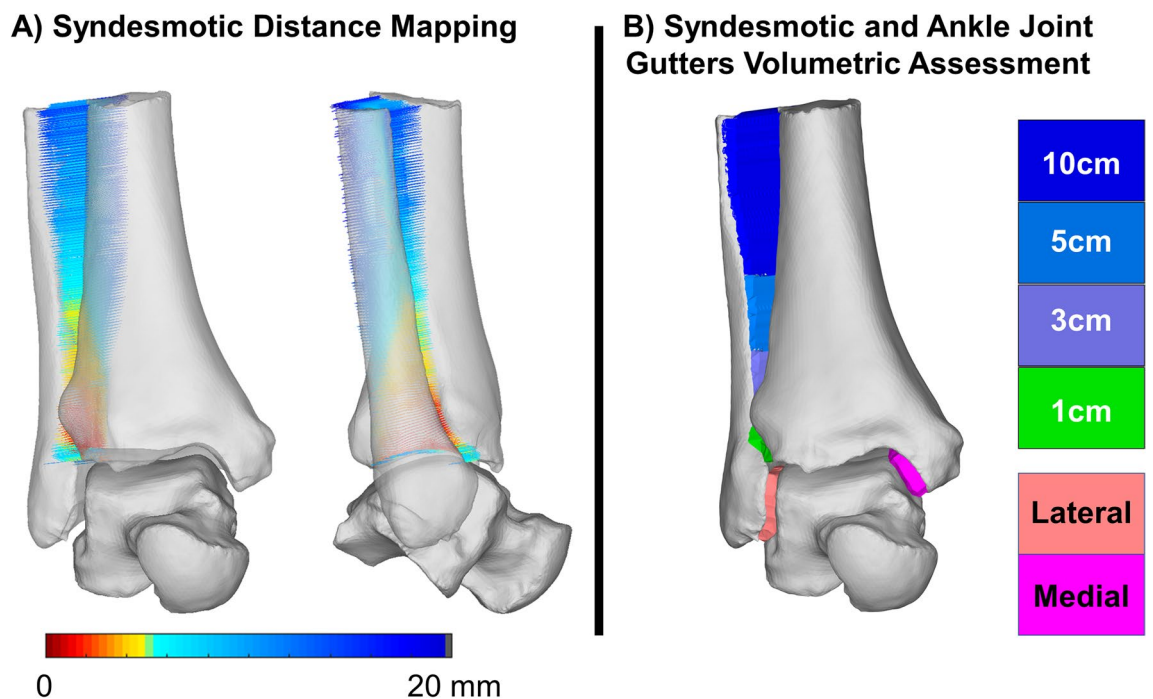 A) Syndesmotic Distance Mapping
0
20 mm
B) Syndesmotic and Ankle Joint
Gutters Volumetric Assessment
10cm
5cm
3cm
1cm
Lateral
Medial